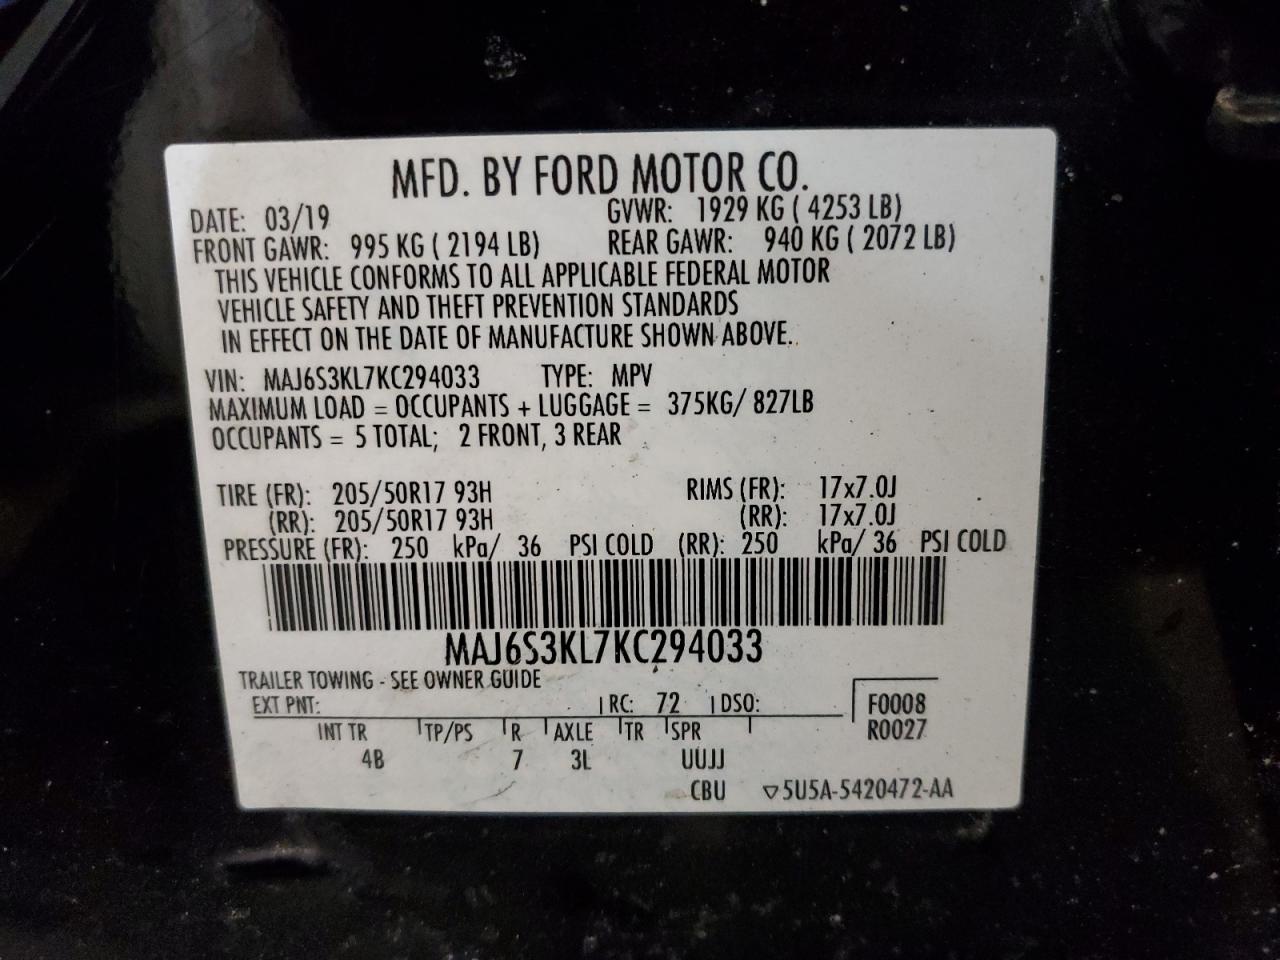 MFD. BY FORD MOTOR CO.
DATE: 03/19 GVWR: 1929 KG ( 4253 LB)
FRONT GAWR: 995 KG ( 2194 LB) REAR GAWR: 940 KG ( 2072 LB)
THIS VEHICLE CONFORMS TO ALL APPLICABLE FEDERAL MOTOR
VEHICLE SAFETY AND THEFT PREVENTION STANDARDS
IN EFFECT ON THE DATE OF MANUFACTURE SHOWN ABOVE.
VIN: MAJ6S3KL7KC294033 TYPE: MPV
MAXIMUM LOAD = OCCUPANTS + LUGGAGE = 375KG/ 827LB
OCCUPANTS = 5 TOTAL; 2 FRONT, 3 REAR
TIRE (FR): 205/50R17 93H RIMS (FR): 17x7.0J
(RR): 205/50R17 93H (RR): 17x7.0J
PRESSURE (FR): 250 kPa/ 36 PSI COLD (RR): 250 kPa/ 36 PSI COLD
MAJ6S3KL7KC294033
TRAILER TOWING - SEE OWNER GUIDE
EXT PNT: RC: 72 DSO: F0008
INT TR TP/PS R AXLE TR SPR R0027
4B 7 3L UUJJ
CBU ▽5U5A-5420472-AA